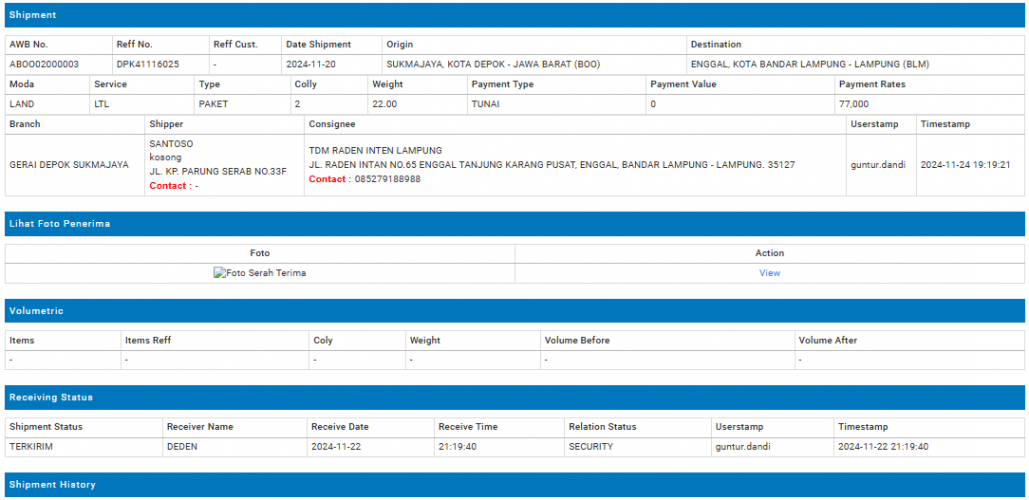 Shipment
AWB No. Reff No. Reff Cust. Date Shipment Origin Destination
ABOO02000003 DPK41116025 - 2024-11-20 SUKMAJAYA, KOTA DEPOK - JAWA BARAT (BOO) ENGGAL, KOTA BANDAR LAMPUNG - LAMPUNG (BLM)
Moda Service Type Colly Weight Payment Type Payment Value Payment Rates
LAND LTL PAKET 2 22.00 TUNAI 0 77,000
Branch Shipper Consignee Userstamp Timestamp
GERAI DEPOK SUKMAJAYA
SANTOSO
kosong
JL. KP. PARUNG SERAB NO.33F
Contact : -
TDM RADEN INTEN LAMPUNG
JL. RADEN INTAN NO.65 ENGGAL TANJUNG KARANG PUSAT, ENGGAL, BANDAR LAMPUNG - LAMPUNG. 35127
Contact : 085279188988
guntur.dandi 2024-11-24 19:19:21
Lihat Foto Penerima
Foto Action
Foto Serah Terima View
Volumetric
Items Items Reff Coly Weight Volume Before Volume After
- - - - - -
Receiving Status
Shipment Status Receiver Name Receive Date Receive Time Relation Status Userstamp Timestamp
TERKIRIM DEDEN 2024-11-22 21:19:40 SECURITY guntur.dandi 2024-11-22 21:19:40
Shipment History